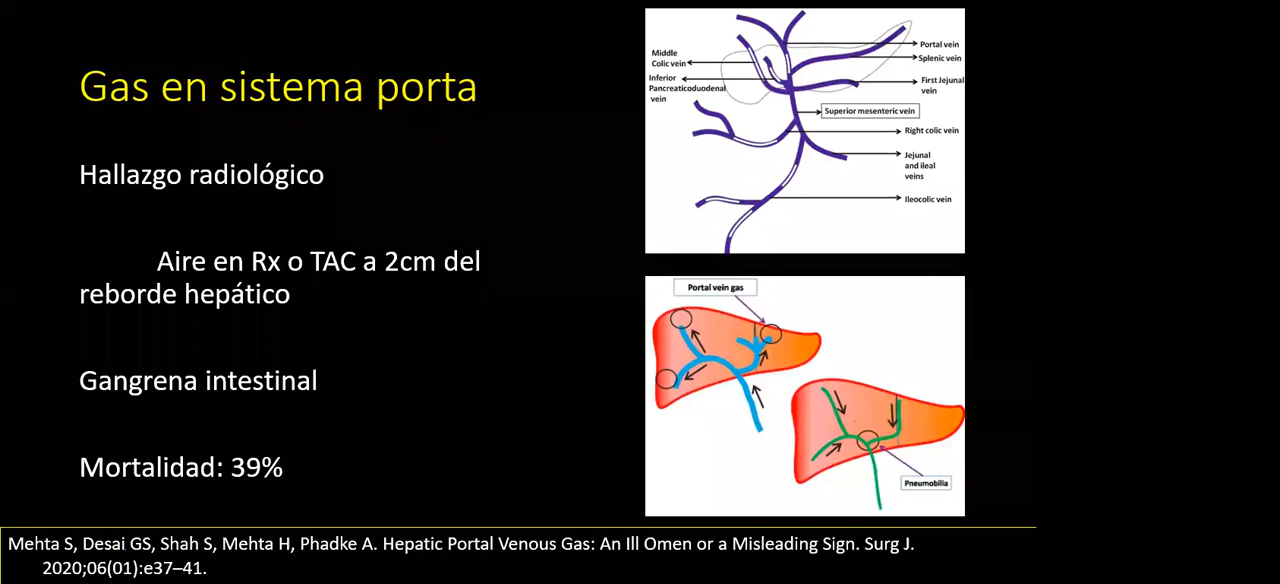 Gas en sistema porta
Hallazgo radiológico
Aire en Rx o TAC a 2cm del
reborde hepático
Gangrena intestinal
Mortalidad: 39%
Middle
Colic vein
Inferior
Pancreaticoduodenal
vein
Portal vein
Splenic vein
First Jejunal
vein
Superior mesenteric vein
Right colic vein
Jejunal
and ileal
veins
Ileocolic vein
Portal vein gas
Pneumobilia
Mehta S, Desai GS, Shah S, Mehta H, Phadke A. Hepatic Portal Venous Gas: An Ill Omen or a Misleading Sign. Surg J.
2020;06(01):e37–41.